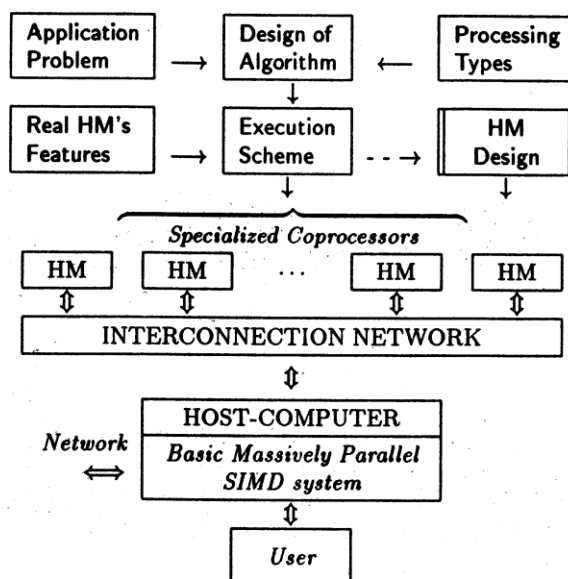 Application
Problem
Design of
Algorithm
Processing
Types
Real HM's
Features
Execution
Scheme
HM
Design
Specialized Coprocessors
HM
HM
...
HM
HM
INTERCONNECTION NETWORK
HOST-COMPUTER
Network
Basic Massively Parallel
SIMD system
User